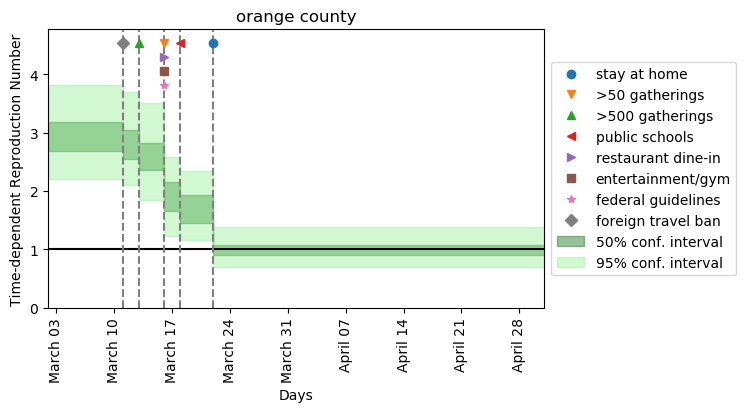 orange county
Time-dependent Reproduction Number
4
3
2
1
0
March 03
March 10
March 17
March 24
March 31
April 07
April 14
April 21
April 28
Days
stay at home
>50 gatherings
>500 gatherings
public schools
restaurant dine-in
entertainment/gym
federal guidelines
foreign travel ban
50% conf. interval
95% conf. interval